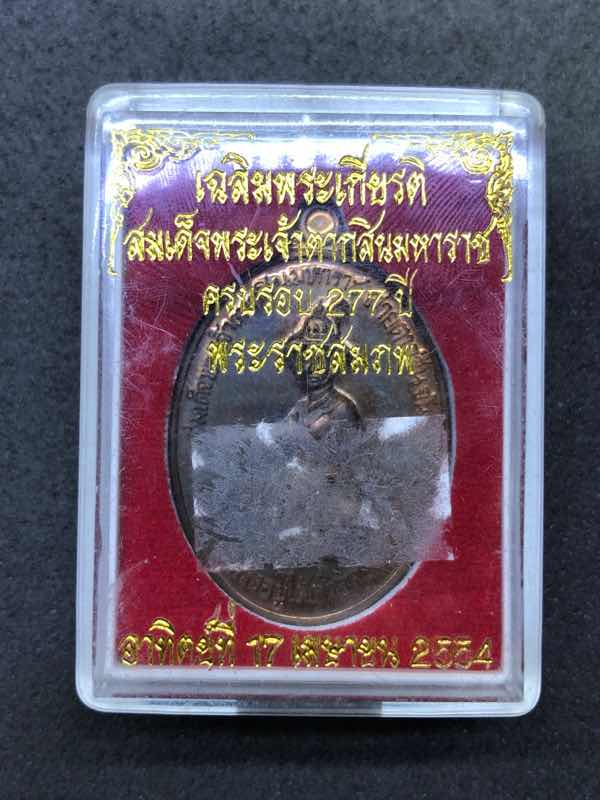 เฉลิมพระเกียรติ
สมเด็จพระเจ้าตากสินมหาราช
ครบรอบ 277 ปี
พระราชสมภพ
อาทิตย์ที่ 17 เมษายน 2554